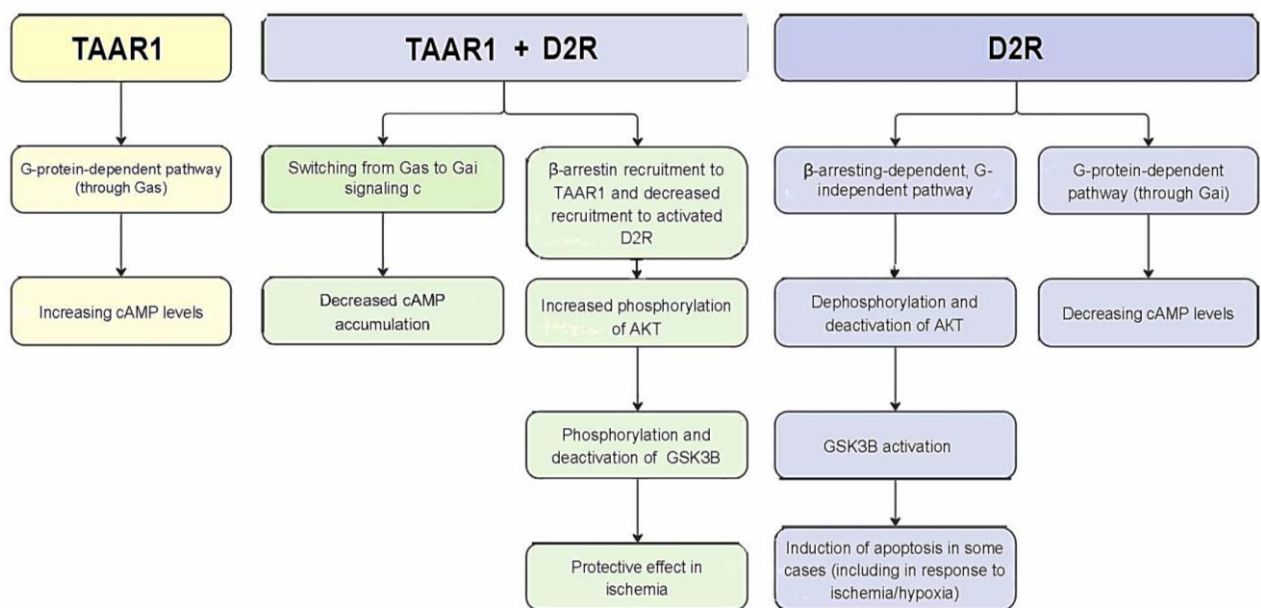 TAAR1
TAAR1 + D2R
D2R
G-protein-dependent pathway
(through Gas)
Switching from Gas to Gai
signaling c
β-arrestin recruitment to
TAAR1 and decreased
recruitment to activated
D2R
β-arresting-dependent, G-
independent pathway
G-protein-dependent
pathway (through Gai)
Increasing cAMP levels
Decreased cAMP
accumulation
Increased phosphorylation
of AKT
Dephosphorylation and
deactivation of AKT
Decreasing cAMP levels
Phosphorylation and
deactivation of GSK3B
GSK3B activation
Protective effect in
ischemia
Induction of apoptosis in some
cases (including in response to
ischemia/hypoxia)